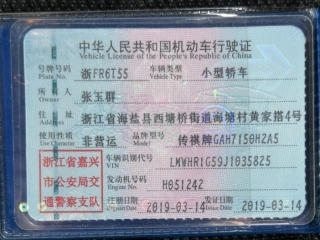 中华人民共和国机动车行驶证
Vehicle License of the People's Republic of China
号牌号码 浙FR6T55 车辆类型 小型轿车
Plate No. Vehicle Type
所有人 张玉群
Owner
住址 浙江省海盐县西塘桥街道海塘村黄家搭4号
Address
使用性质 非营运 品牌型号 传祺牌GAH7150H2A5
Use Character Model
浙江省嘉兴
市公安局交
通警察支队
车辆识别代号 LMWHR1G59J1035825
VIN
发动机号码 H051242
Engine No.
注册日期 2019-03-14 发证日期 2019-03-14
Register Date Issue Date